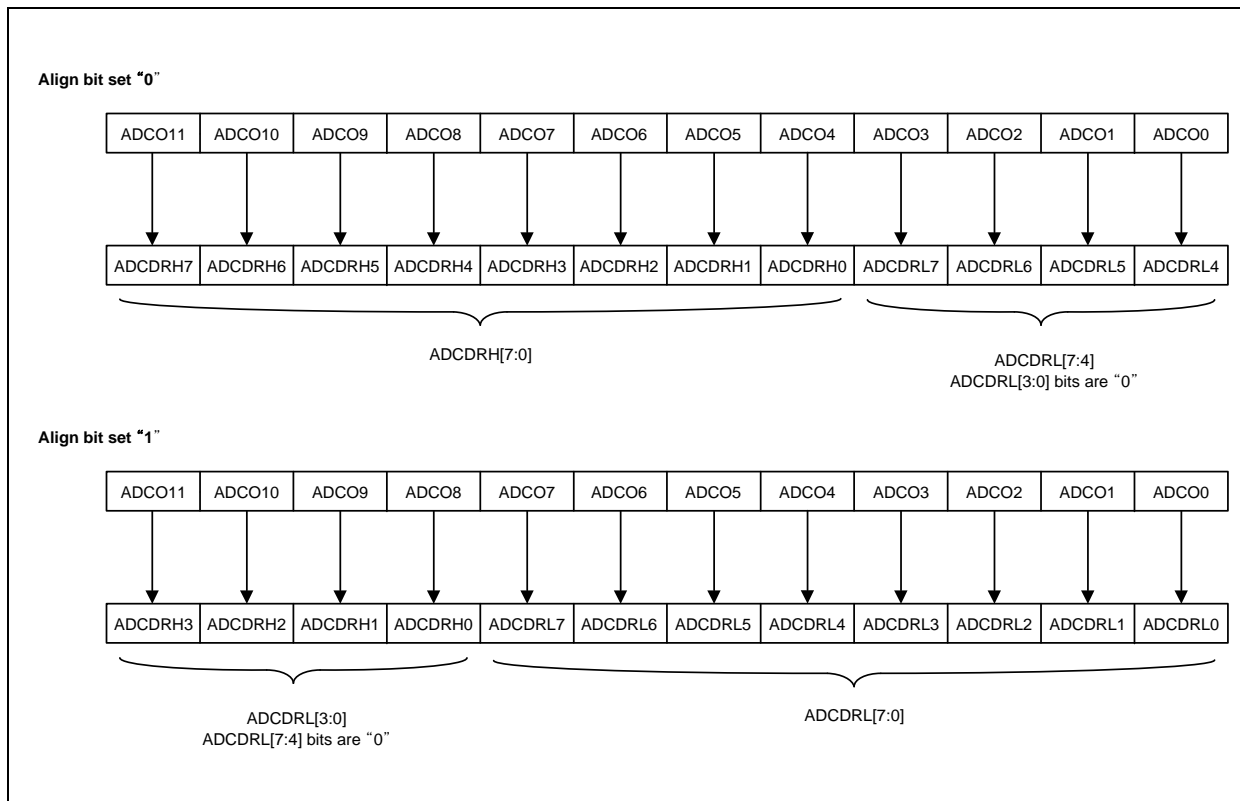 Align bit set “0”
ADCO11 ADCO10 ADCO9 ADCO8 ADCO7 ADCO6 ADCO5 ADCO4 ADCO3 ADCO2 ADCO1 ADCO0
ADCDRH7 ADCDRH6 ADCDRH5 ADCDRH4 ADCDRH3 ADCDRH2 ADCDRH1 ADCDRH0 ADCDRL7 ADCDRL6 ADCDRL5 ADCDRL4
ADCDRH[7:0]
ADCDRL[7:4]
ADCDRL[3:0] bits are “0”
Align bit set “1”
ADCO11 ADCO10 ADCO9 ADCO8 ADCO7 ADCO6 ADCO5 ADCO4 ADCO3 ADCO2 ADCO1 ADCO0
ADCDRH3 ADCDRH2 ADCDRH1 ADCDRH0 ADCDRL7 ADCDRL6 ADCDRL5 ADCDRL4 ADCDRL3 ADCDRL2 ADCDRL1 ADCDRL0
ADCDRL[3:0]
ADCDRL[7:4] bits are “0”
ADCDRL[7:0]